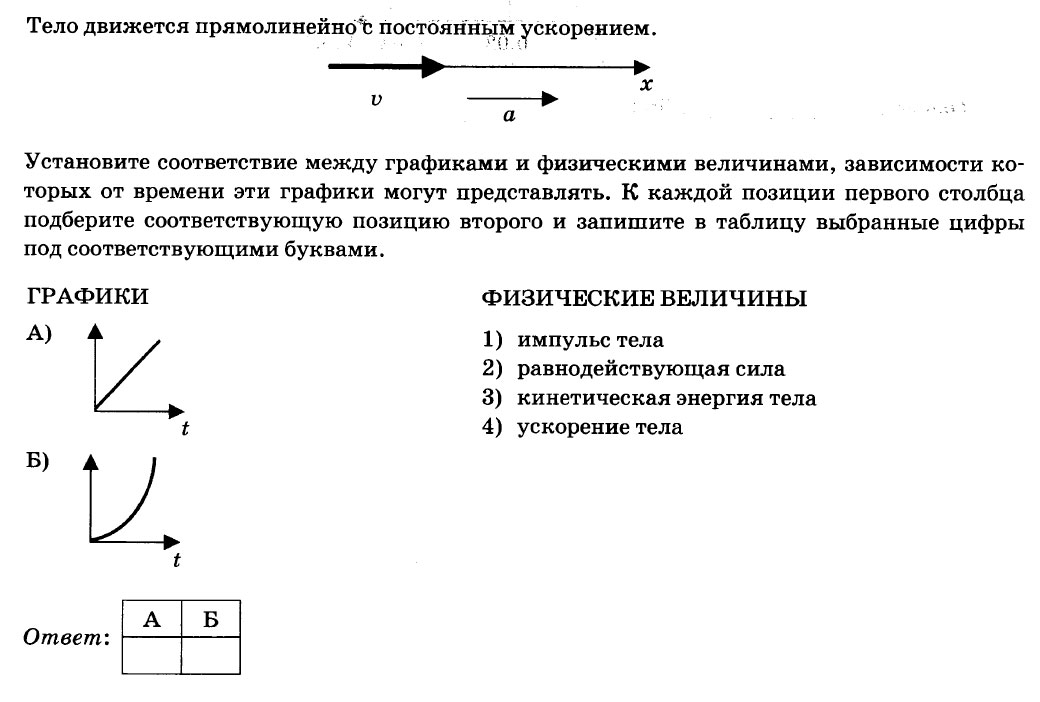 Тело движется прямолинейно с постоянным ускорением.
x
v
a
Установите соответствие между графиками и физическими величинами, зависимости ко-
торых от времени эти графики могут представлять. К каждой позиции первого столбца
подберите соответствующую позицию второго и запишите в таблицу выбранные цифры
под соответствующими буквами.
ГРАФИКИ
А)
t
Б)
t
ФИЗИЧЕСКИЕ ВЕЛИЧИНЫ
1) импульс тела
2) равнодействующая сила
3) кинетическая энергия тела
4) ускорение тела
Ответ:
А Б